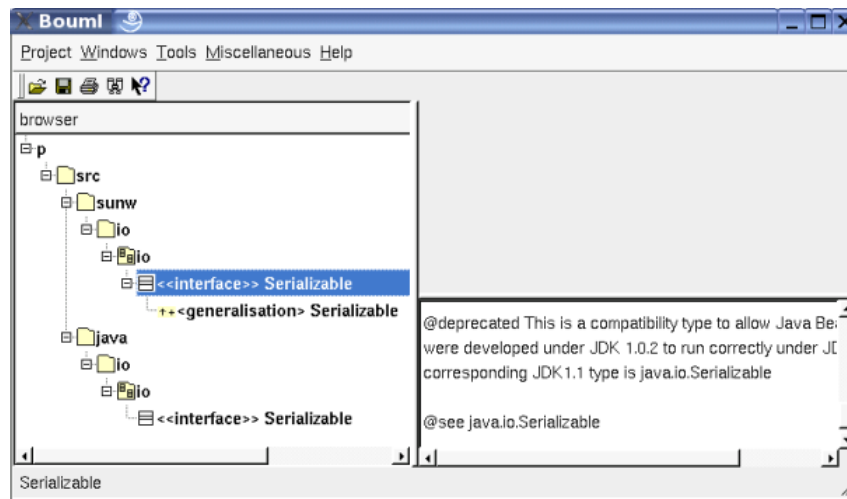 Bouml
Project Windows Tools Miscellaneous Help
browser
p
src
sunw
io
io
<<interface>> Serializable
<generalisation> Serializable
java
io
io
<<interface>> Serializable
@deprecated This is a compatibility type to allow Java
were developed under JDK 1.0.2 to run correctly under
corresponding JDK1.1 type is java.io.Serializable
@see java.io.Serializable
Serializable